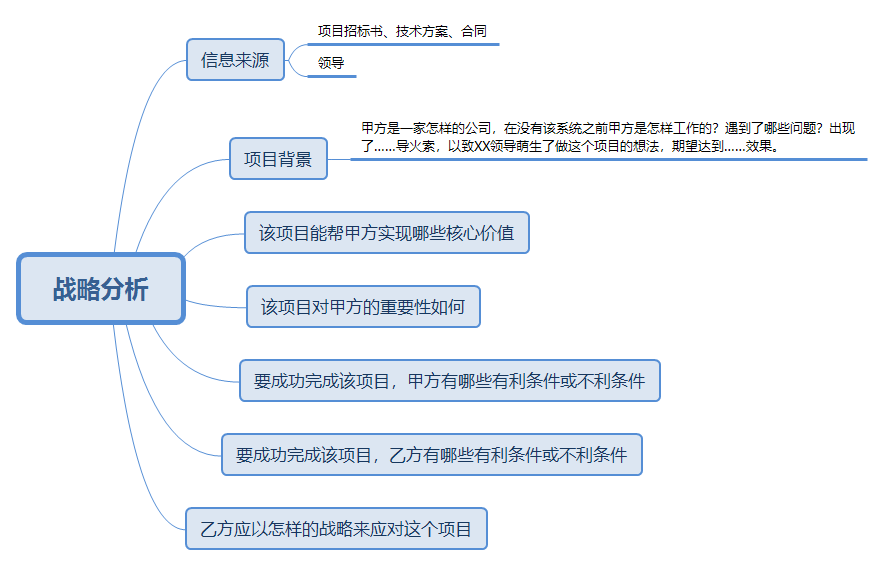 项目招标书、技术方案、合同
信息来源
领导
甲方是一家怎样的公司，在没有该系统之前甲方是怎样工作的？遇到了哪些问题？出现
了……导火索，以致XX领导萌生了做这个项目的想法，期望达到……效果。
项目背景
该项目能帮甲方实现哪些核心价值
战略分析
该项目对甲方的重要性如何
要成功完成该项目，甲方有哪些有利条件或不利条件
要成功完成该项目，乙方有哪些有利条件或不利条件
乙方应以怎样的战略来应对这个项目